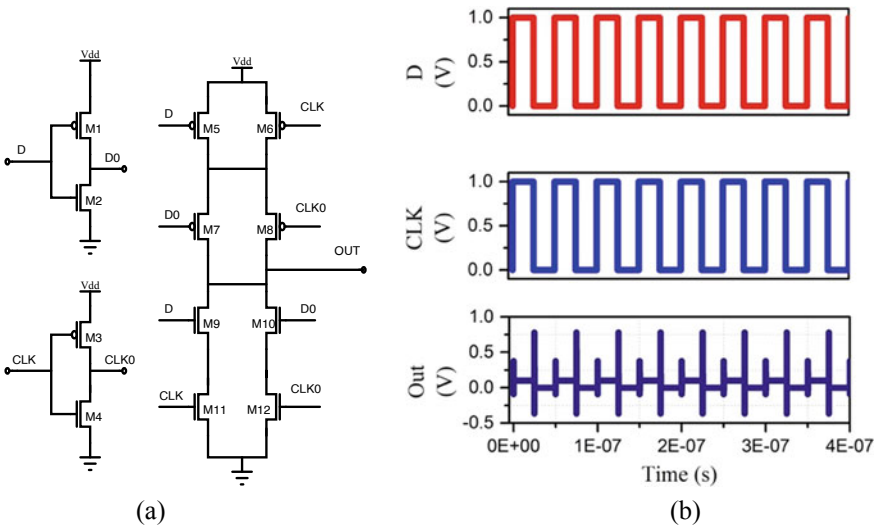 Vdd
M1
D
D0
M2
Vdd
M3
CLK
CLK0
M4
Vdd
D
M5
M6
CLK
D0
M7
M8
CLK0
OUT
D
M9
M10
D0
CLK
M11
M12
CLK0
(a)
D
(V)
1.0
0.5
0.0
CLK
(V)
1.0
0.5
0.0
Out
(V)
1.0
0.5
0.0
-0.5
0E+00 1E-07 2E-07 3E-07 4E-07
Time (s)
(b)